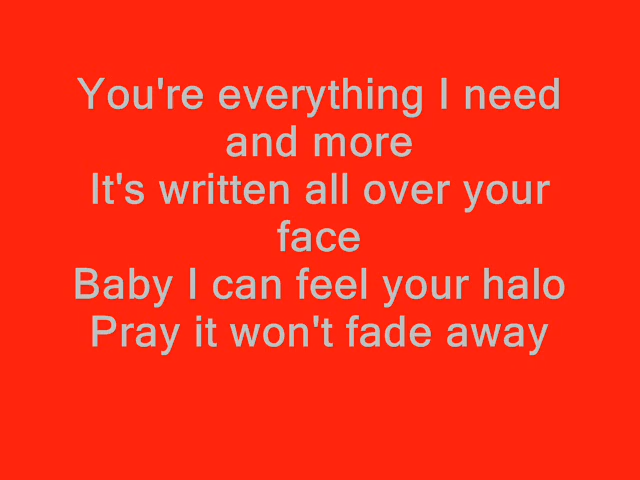 You're everything I need
and more
It's written all over your
face
Baby I can feel your halo
Pray it won't fade away